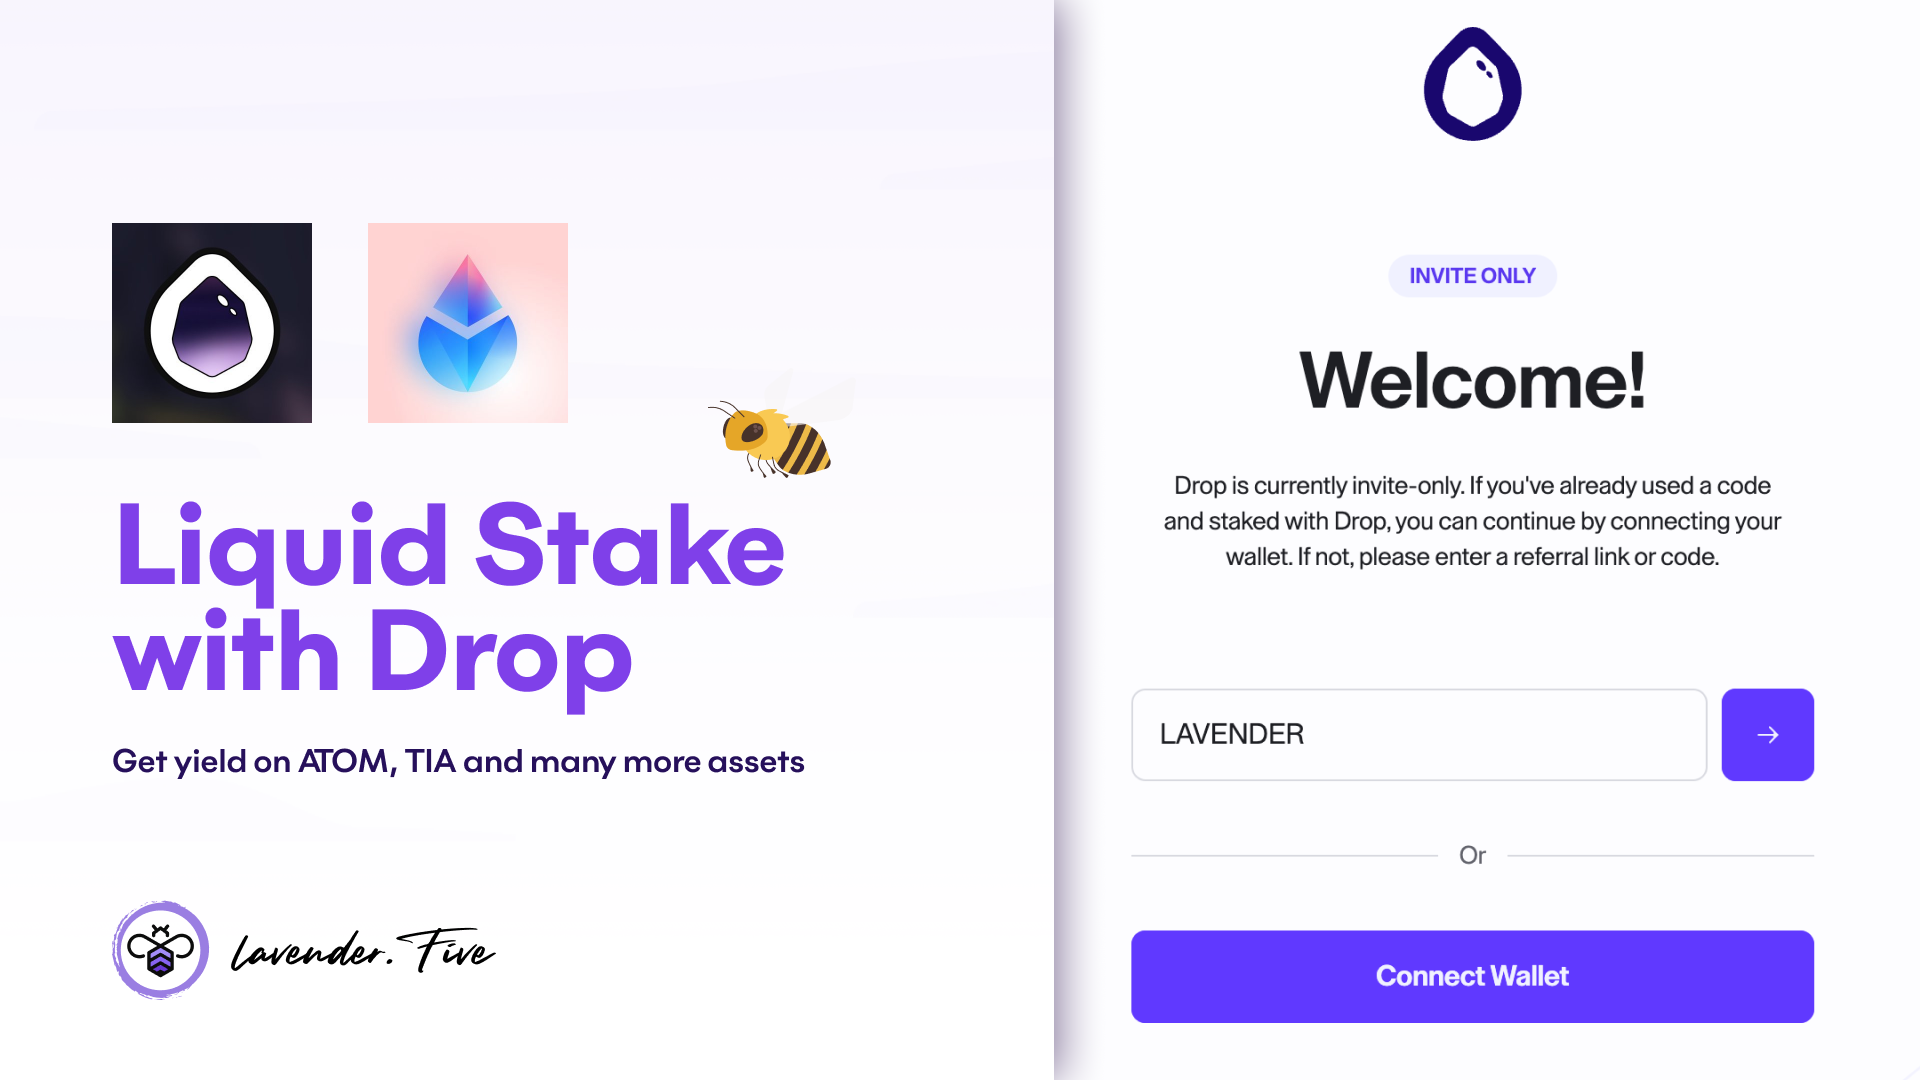 Liquid Stake
with Drop
Get yield on ATOM, TIA and many more assets
Lavender.Five
INVITE ONLY
Welcome!
Drop is currently invite-only. If you've already used a code
and staked with Drop, you can continue by connecting your
wallet. If not, please enter a referral link or code.
LAVENDER
Or
Connect Wallet